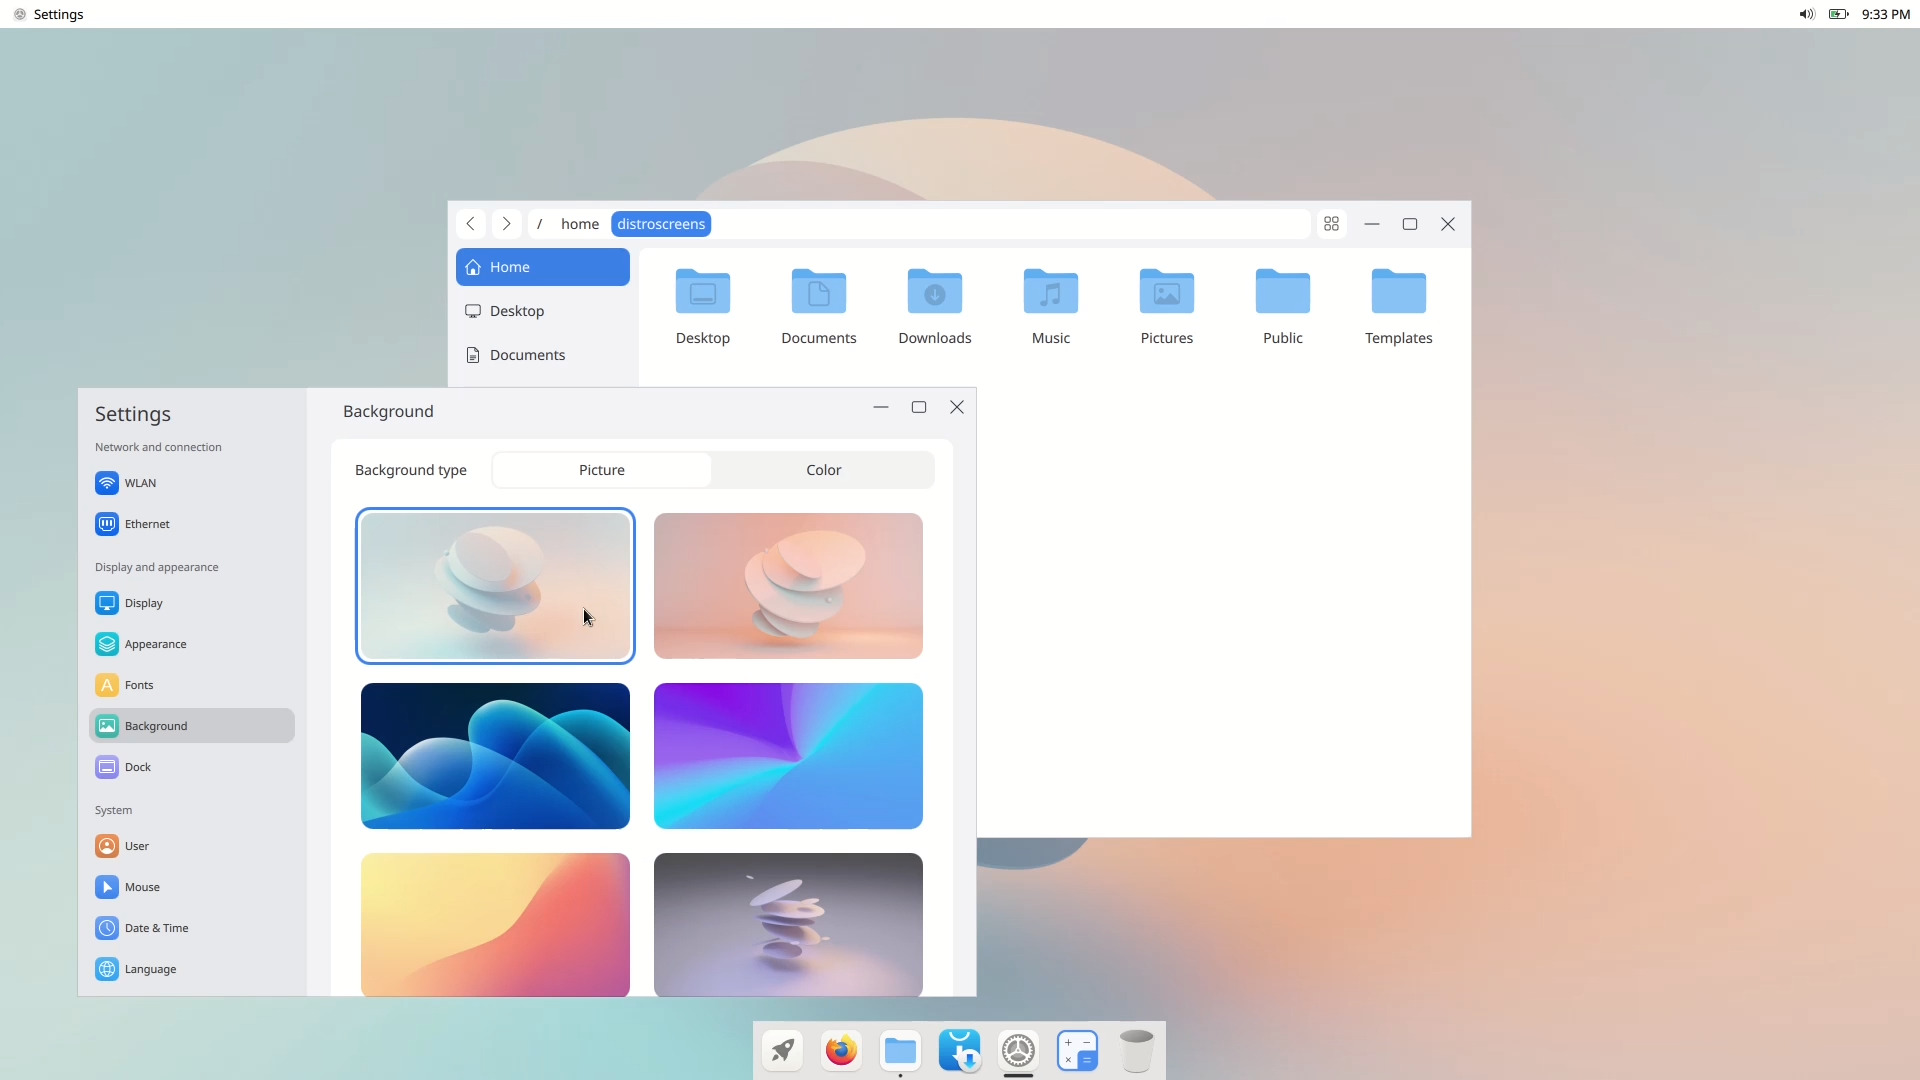 Settings
9:33 PM
/ home distroscreens
Home
Desktop
Documents
Desktop Documents Downloads Music Pictures Public Templates
Settings
Network and connection
WLAN
Ethernet
Display and appearance
Display
Appearance
Fonts
Background
Dock
System
User
Mouse
Date & Time
Language
Background
Background type Picture Color